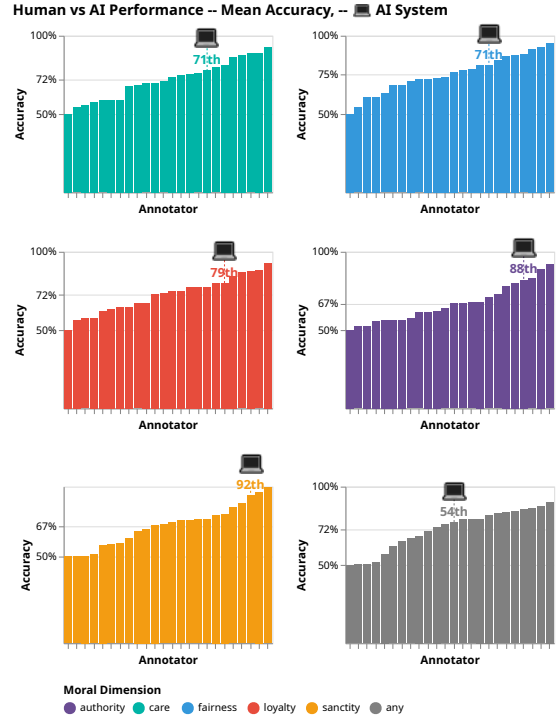 Human vs AI Performance -- Mean Accuracy, -- 💻 AI System
100%
72%
50%
Accuracy
71th
Annotator
100%
75%
50%
Accuracy
71th
Annotator
100%
72%
50%
Accuracy
79th
Annotator
100%
67%
50%
Accuracy
88th
Annotator
67%
50%
Accuracy
92th
Annotator
100%
72%
50%
Accuracy
54th
Annotator
Moral Dimension
authority care fairness loyalty sanctity any